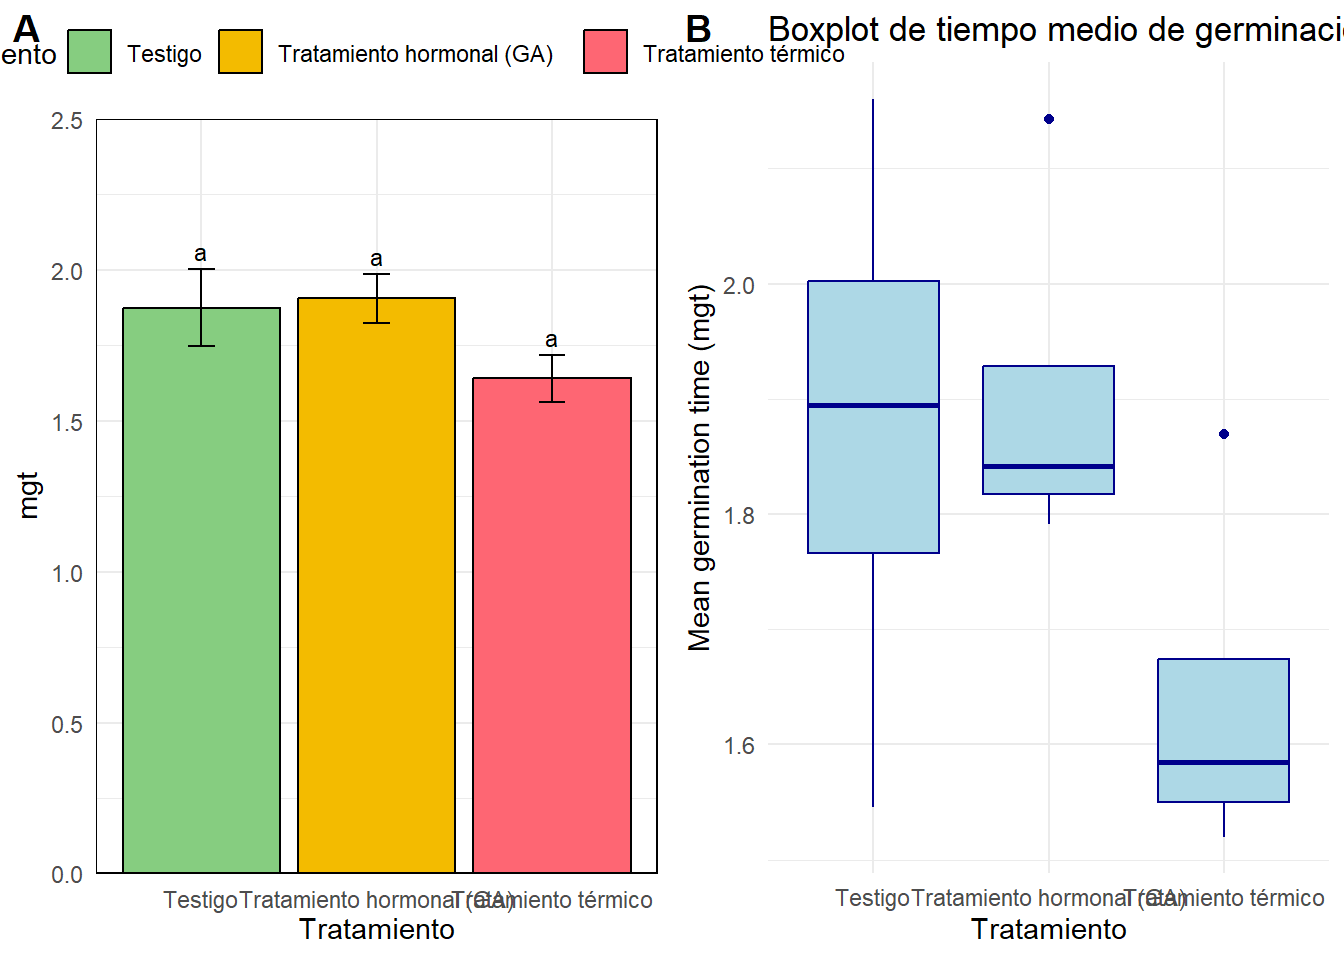 A
iento Testigo Tratamiento hormonal (GA) Tratamiento térmico
2.5
2.0
1.5
1.0
0.5
0.0
mgt
a
a
a
Testigo Tratamiento hormonal (GA) Tratamiento térmico
Tratamiento
B
Boxplot de tiempo medio de germinació
Mean germination time (mgt)
2.0
1.8
1.6
Testigo Tratamiento hormonal (GA) Tratamiento térmico
Tratamiento